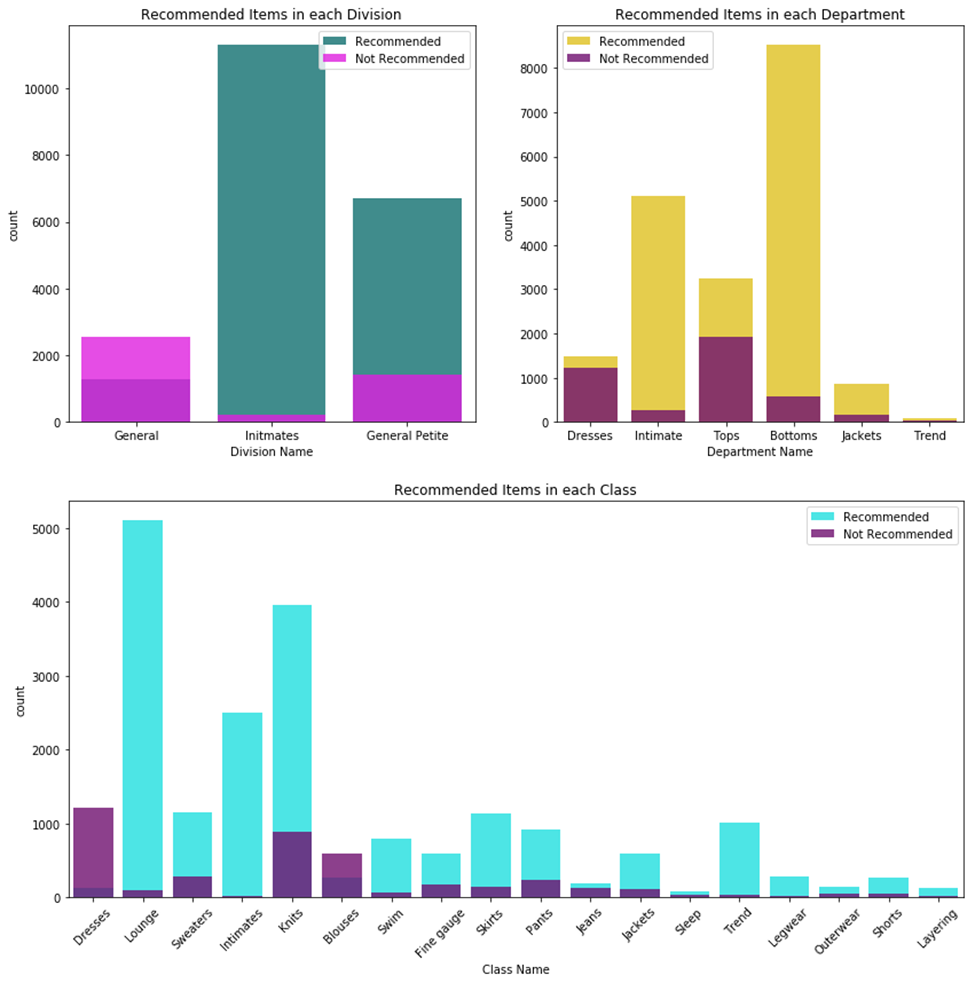 Recommended Items in each Division
Recommended
Not Recommended
10000
8000
6000
4000
2000
0
count
General
Initmates
General Petite
Division Name
Recommended Items in each Department
Recommended
Not Recommended
8000
7000
6000
5000
4000
3000
2000
1000
0
count
Dresses
Intimate
Tops
Bottoms
Jackets
Trend
Department Name
Recommended Items in each Class
Recommended
Not Recommended
5000
4000
3000
2000
1000
0
count
Dresses
Lounge
Sweaters
Intimates
Knits
Blouses
Swim
Fine gauge
Skirts
Pants
Jeans
Jackets
Sleep
Trend
Legwear
Outerwear
Shorts
Layering
Class Name